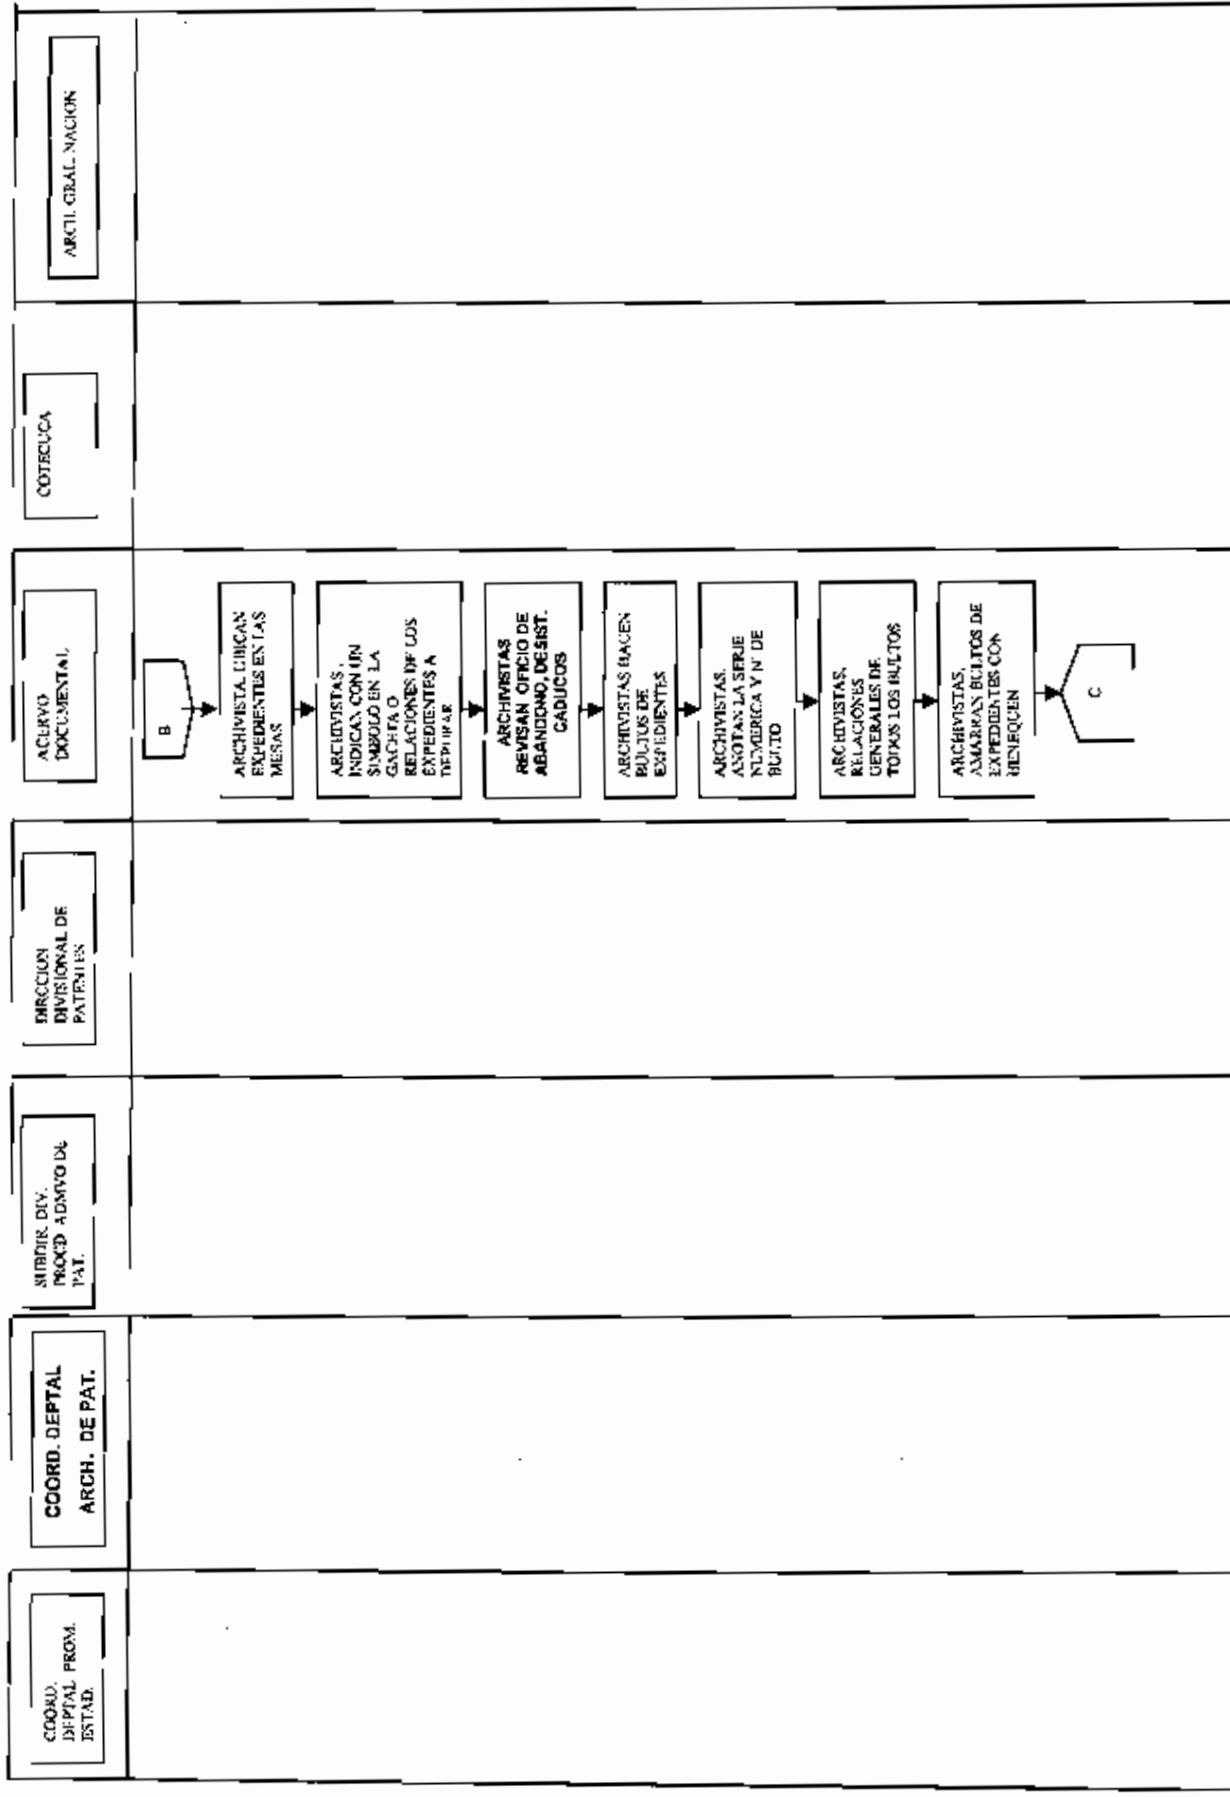 COORD.
DEPTAL PROM.
ESTAD.
COORD. DEPTAL
ARCH. DE PAT.
SUBDIR. DIV.
PROCD ADMVO DE
PAT.
DIRCCION
DIVISIONAL DE
PATENTES
ACERVO
DOCUMENTAL
COTECUCA
ARCH. GRAL. NACION
B
ARCHIVISTA, UBICAN
EXPEDIENTES EN LAS
MESAS
ARCHIVISTAS,
INDICAN CON UN
SIMBOLO EN LA
GACETA O
RELACIONES DE LOS
EXPEDIENTES A
DEPURAR
ARCHIVISTAS
REVISAN OFICIO DE
ABANDONO, DESIST.
CADUCOS
ARCHIVISTAS HACEN
BULTOS DE
EXPEDIENTES
ARCHIVISTAS,
ANOTAN LA SERIE
NUMERICA Y N° DE
BULTO
ARCHIVISTAS,
RELACIONES
GENERALES DE
TODOS LOS BULTOS
ARCHIVISTAS,
AMARRAN BULTOS DE
EXPEDIENTES CON
HENEQUEN
C